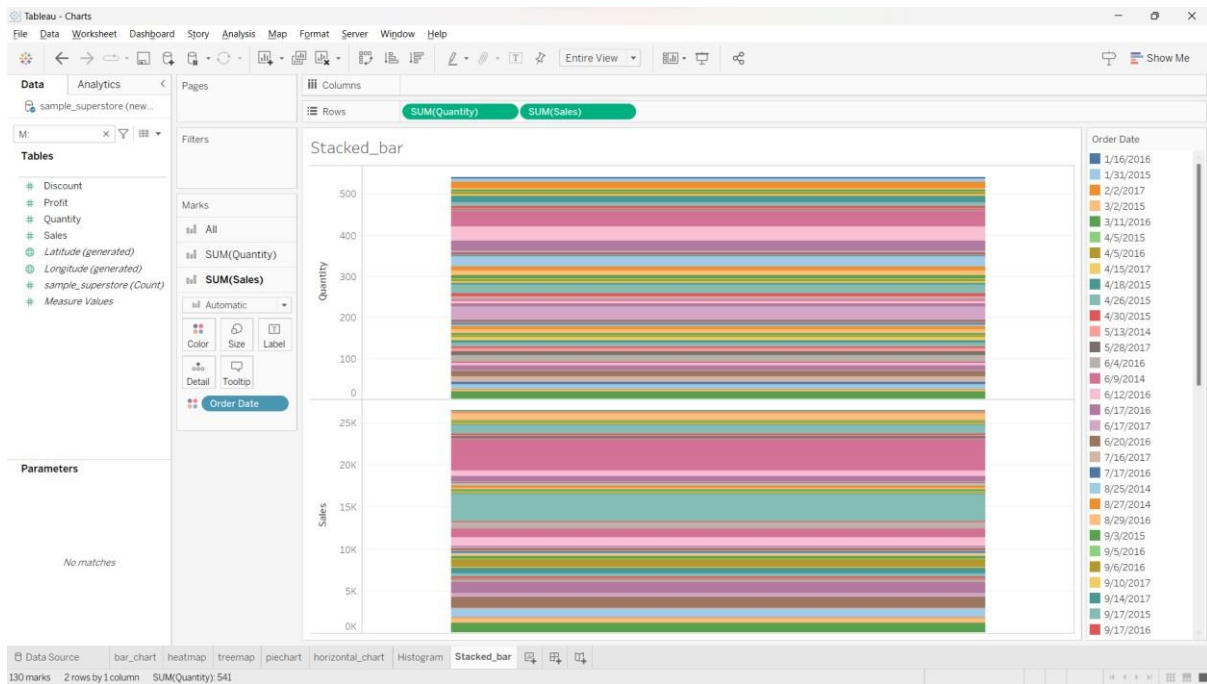 Tableau - Charts
File Data Worksheet Dashboard Story Analysis Map Format Server Window Help
Entire View
Show Me
Data Analytics
sample_superstore (new...
M:
Tables
Discount
Profit
Quantity
Sales
Latitude (generated)
Longitude (generated)
sample_superstore (Count)
Measure Values
Parameters
No matches
Pages
Filters
Marks
All
SUM(Quantity)
SUM(Sales)
Automatic
Color Size Label
Detail Tooltip
Order Date
Columns
Rows SUM(Quantity) SUM(Sales)
Stacked_bar
Quantity
500
400
300
200
100
0
Sales
25K
20K
15K
10K
5K
0K
Order Date
1/16/2016
1/31/2015
2/2/2017
3/2/2015
3/11/2016
4/5/2015
4/5/2016
4/15/2017
4/18/2015
4/26/2015
4/30/2015
5/13/2014
5/28/2017
6/4/2016
6/9/2014
6/12/2016
6/17/2016
6/17/2017
6/20/2016
7/16/2017
7/17/2016
8/25/2014
8/27/2014
8/29/2016
9/3/2015
9/5/2016
9/6/2016
9/10/2017
9/14/2017
9/17/2015
9/17/2016
Data Source bar_chart heatmap treemap piechart horizontal_chart Histogram Stacked_bar
130 marks 2 rows by 1 column SUM(Quantity): 541